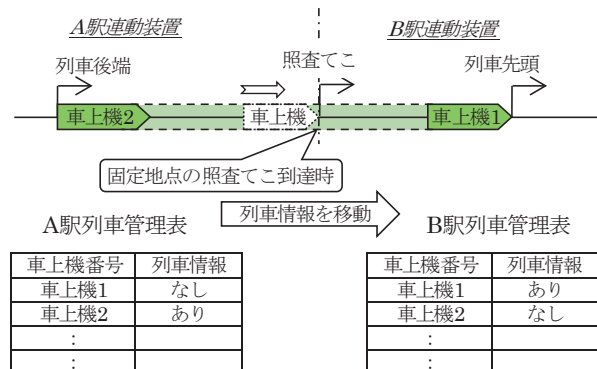 A駅連動装置
B駅連動装置
列車後端
照査てこ
列車先頭
車上機2
車上機
車上機1
固定地点の照査てこ到達時
A駅列車管理表
列車情報を移動
B駅列車管理表
車上機番号 列車情報
車上機1 なし
車上機2 あり
:
:
車上機番号 列車情報
車上機1 あり
車上機2 なし
:
: